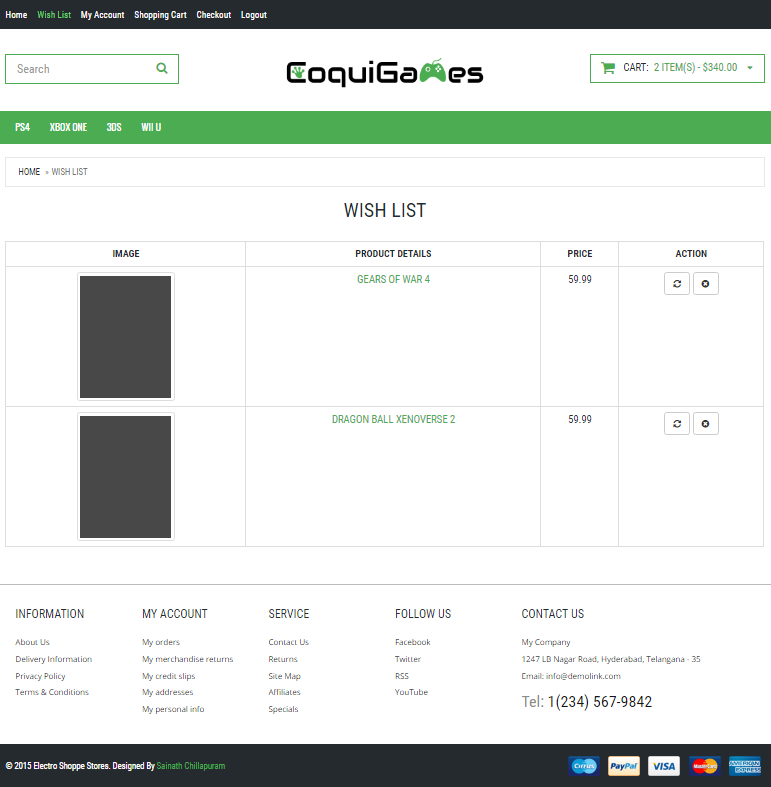 Home Wish List My Account Shopping Cart Checkout Logout
Search
CoquiGames
CART: 2 ITEM(S) - $340.00
PS4 XBOX ONE 3DS WII U
HOME » WISH LIST
WISH LIST
IMAGE PRODUCT DETAILS PRICE ACTION
GEARS OF WAR 4 59.99
DRAGON BALL XENOVERSE 2 59.99
INFORMATION
About Us
Delivery Information
Privacy Policy
Terms & Conditions
MY ACCOUNT
My orders
My merchandise returns
My credit slips
My addresses
My personal info
SERVICE
Contact Us
Returns
Site Map
Affiliates
Specials
FOLLOW US
Facebook
Twitter
RSS
YouTube
CONTACT US
My Company
1247 LB Nagar Road, Hyderabad, Telangana - 35
Email: info@demolink.com
Tel: 1(234) 567-9842
© 2015 Electro Shoppe Stores. Designed By Sainath Chillapuram
Cirrus PayPal VISA MasterCard AMERICAN EXPRESS